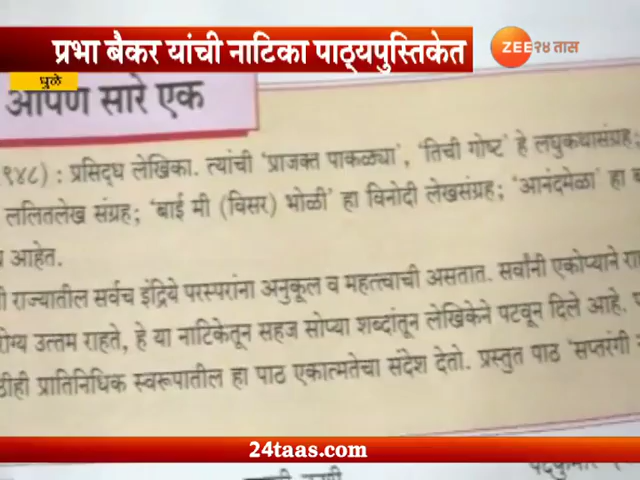 प्रभा बैकर यांची नाटिका पाठ्यपुस्तिकेत
ZEE २४ तास
धुळे
आपण सारे एक
१९४८) : प्रसिद्ध लेखिका. त्यांची 'प्राजक्त पाकळ्या', 'तिची गोष्ट' हे लघुकथासंग्रह;
ललितलेख संग्रह; 'बाई मी (विसर) भोळी' हा विनोदी लेखसंग्रह; 'आनंदमेळा' हा
आहेत.
राज्यातील सर्वच इंद्रिये परस्परांना अनुकूल व महत्त्वाची असतात. सर्वांनी एकोप्याने
उत्तम राहते, हे या नाटिकेतून सहज सोप्या शब्दांतून लेखिकेने पटवून दिले आहे.
प्रातिनिधिक स्वरूपातील हा पाठ एकात्मतेचा संदेश देतो. प्रस्तुत पाठ 'सप्तरंगी
24taas.com